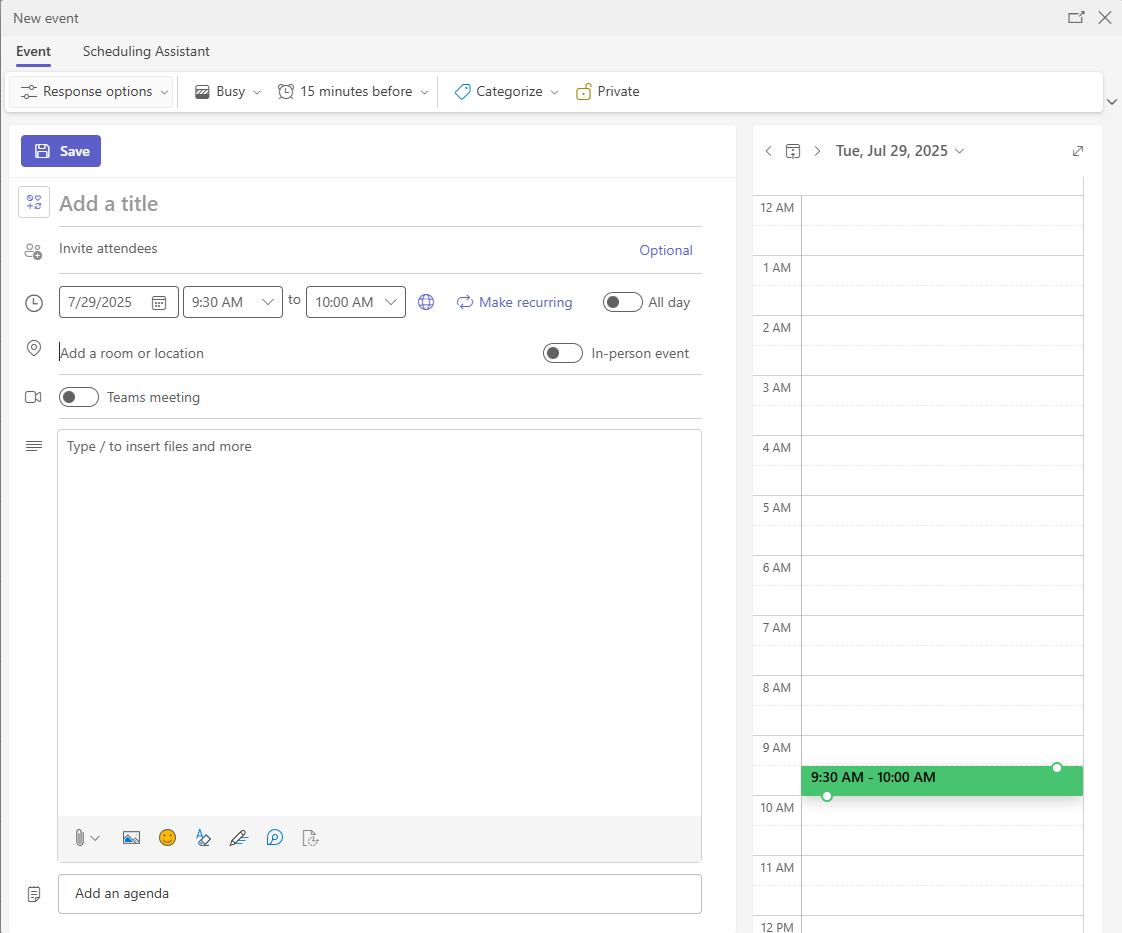 New event
Event Scheduling Assistant
Response options Busy 15 minutes before Categorize Private
Save
Tue, Jul 29, 2025
Add a title
Invite attendees Optional
7/29/2025 9:30 AM to 10:00 AM Make recurring All day
Add a room or location In-person event
Teams meeting
Type / to insert files and more
Add an agenda
12 AM
1 AM
2 AM
3 AM
4 AM
5 AM
6 AM
7 AM
8 AM
9 AM
9:30 AM - 10:00 AM
10 AM
11 AM
12 PM